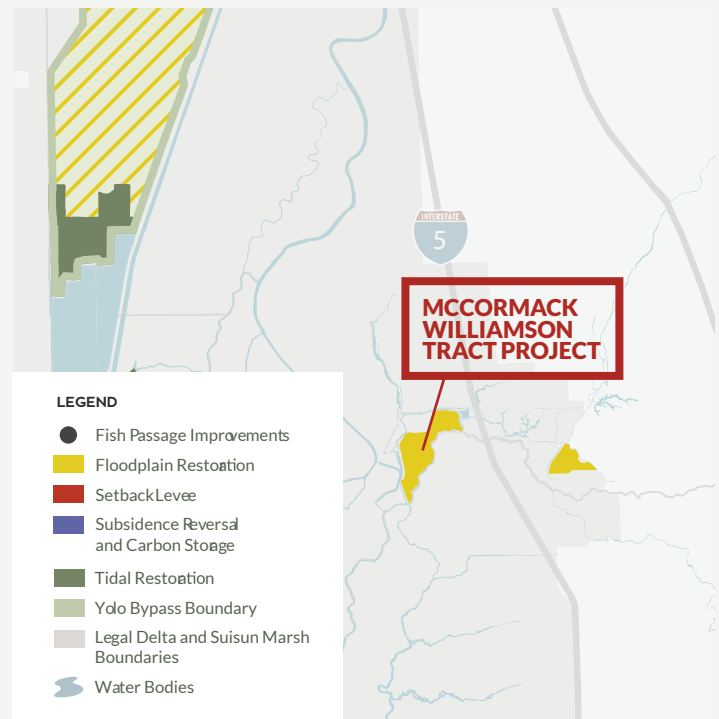 INTERSTATE
5
MCCORMACK
WILLIAMSON
TRACT PROJECT
LEGEND
Fish Passage Improvements
Floodplain Restoration
Setback Levee
Subsidence Reversal
and Carbon Storage
Tidal Restoration
Yolo Bypass Boundary
Legal Delta and Suisun Marsh
Boundaries
Water Bodies